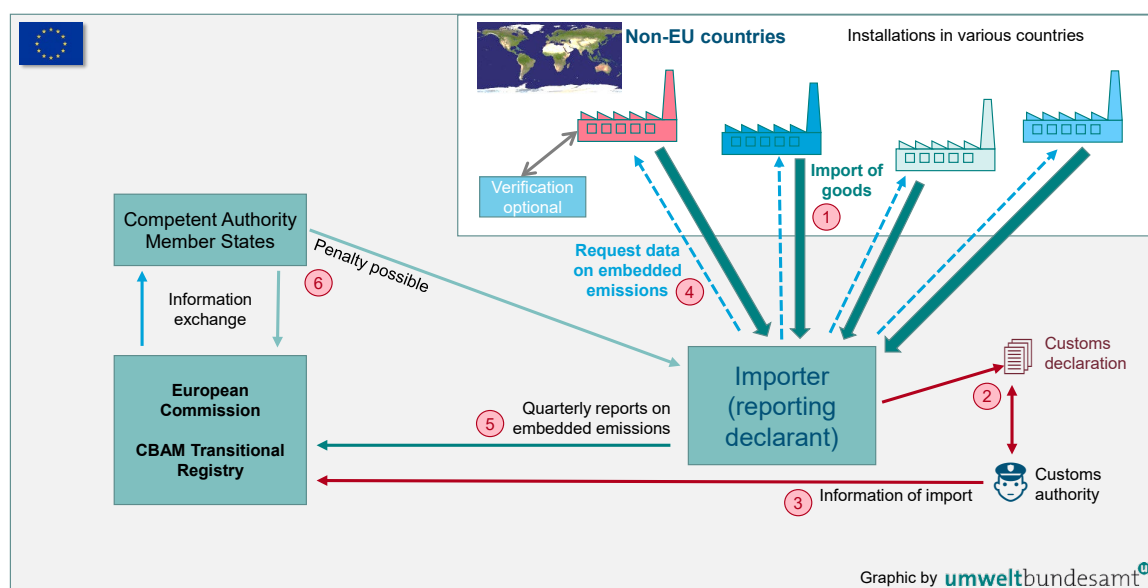 Non-EU countries
Installations in various countries
Verification
optional
Import of
goods
1
Competent Authority
Member States
Penalty possible
6
Request data
on embedded
emissions
4
Information
exchange
European
Commission
CBAM Transitional
Registry
Importer
(reporting
declarant)
Customs
declaration
2
5
Quarterly reports on
embedded emissions
3
Information of import
Customs
authority
Graphic by umweltbundesamt
u